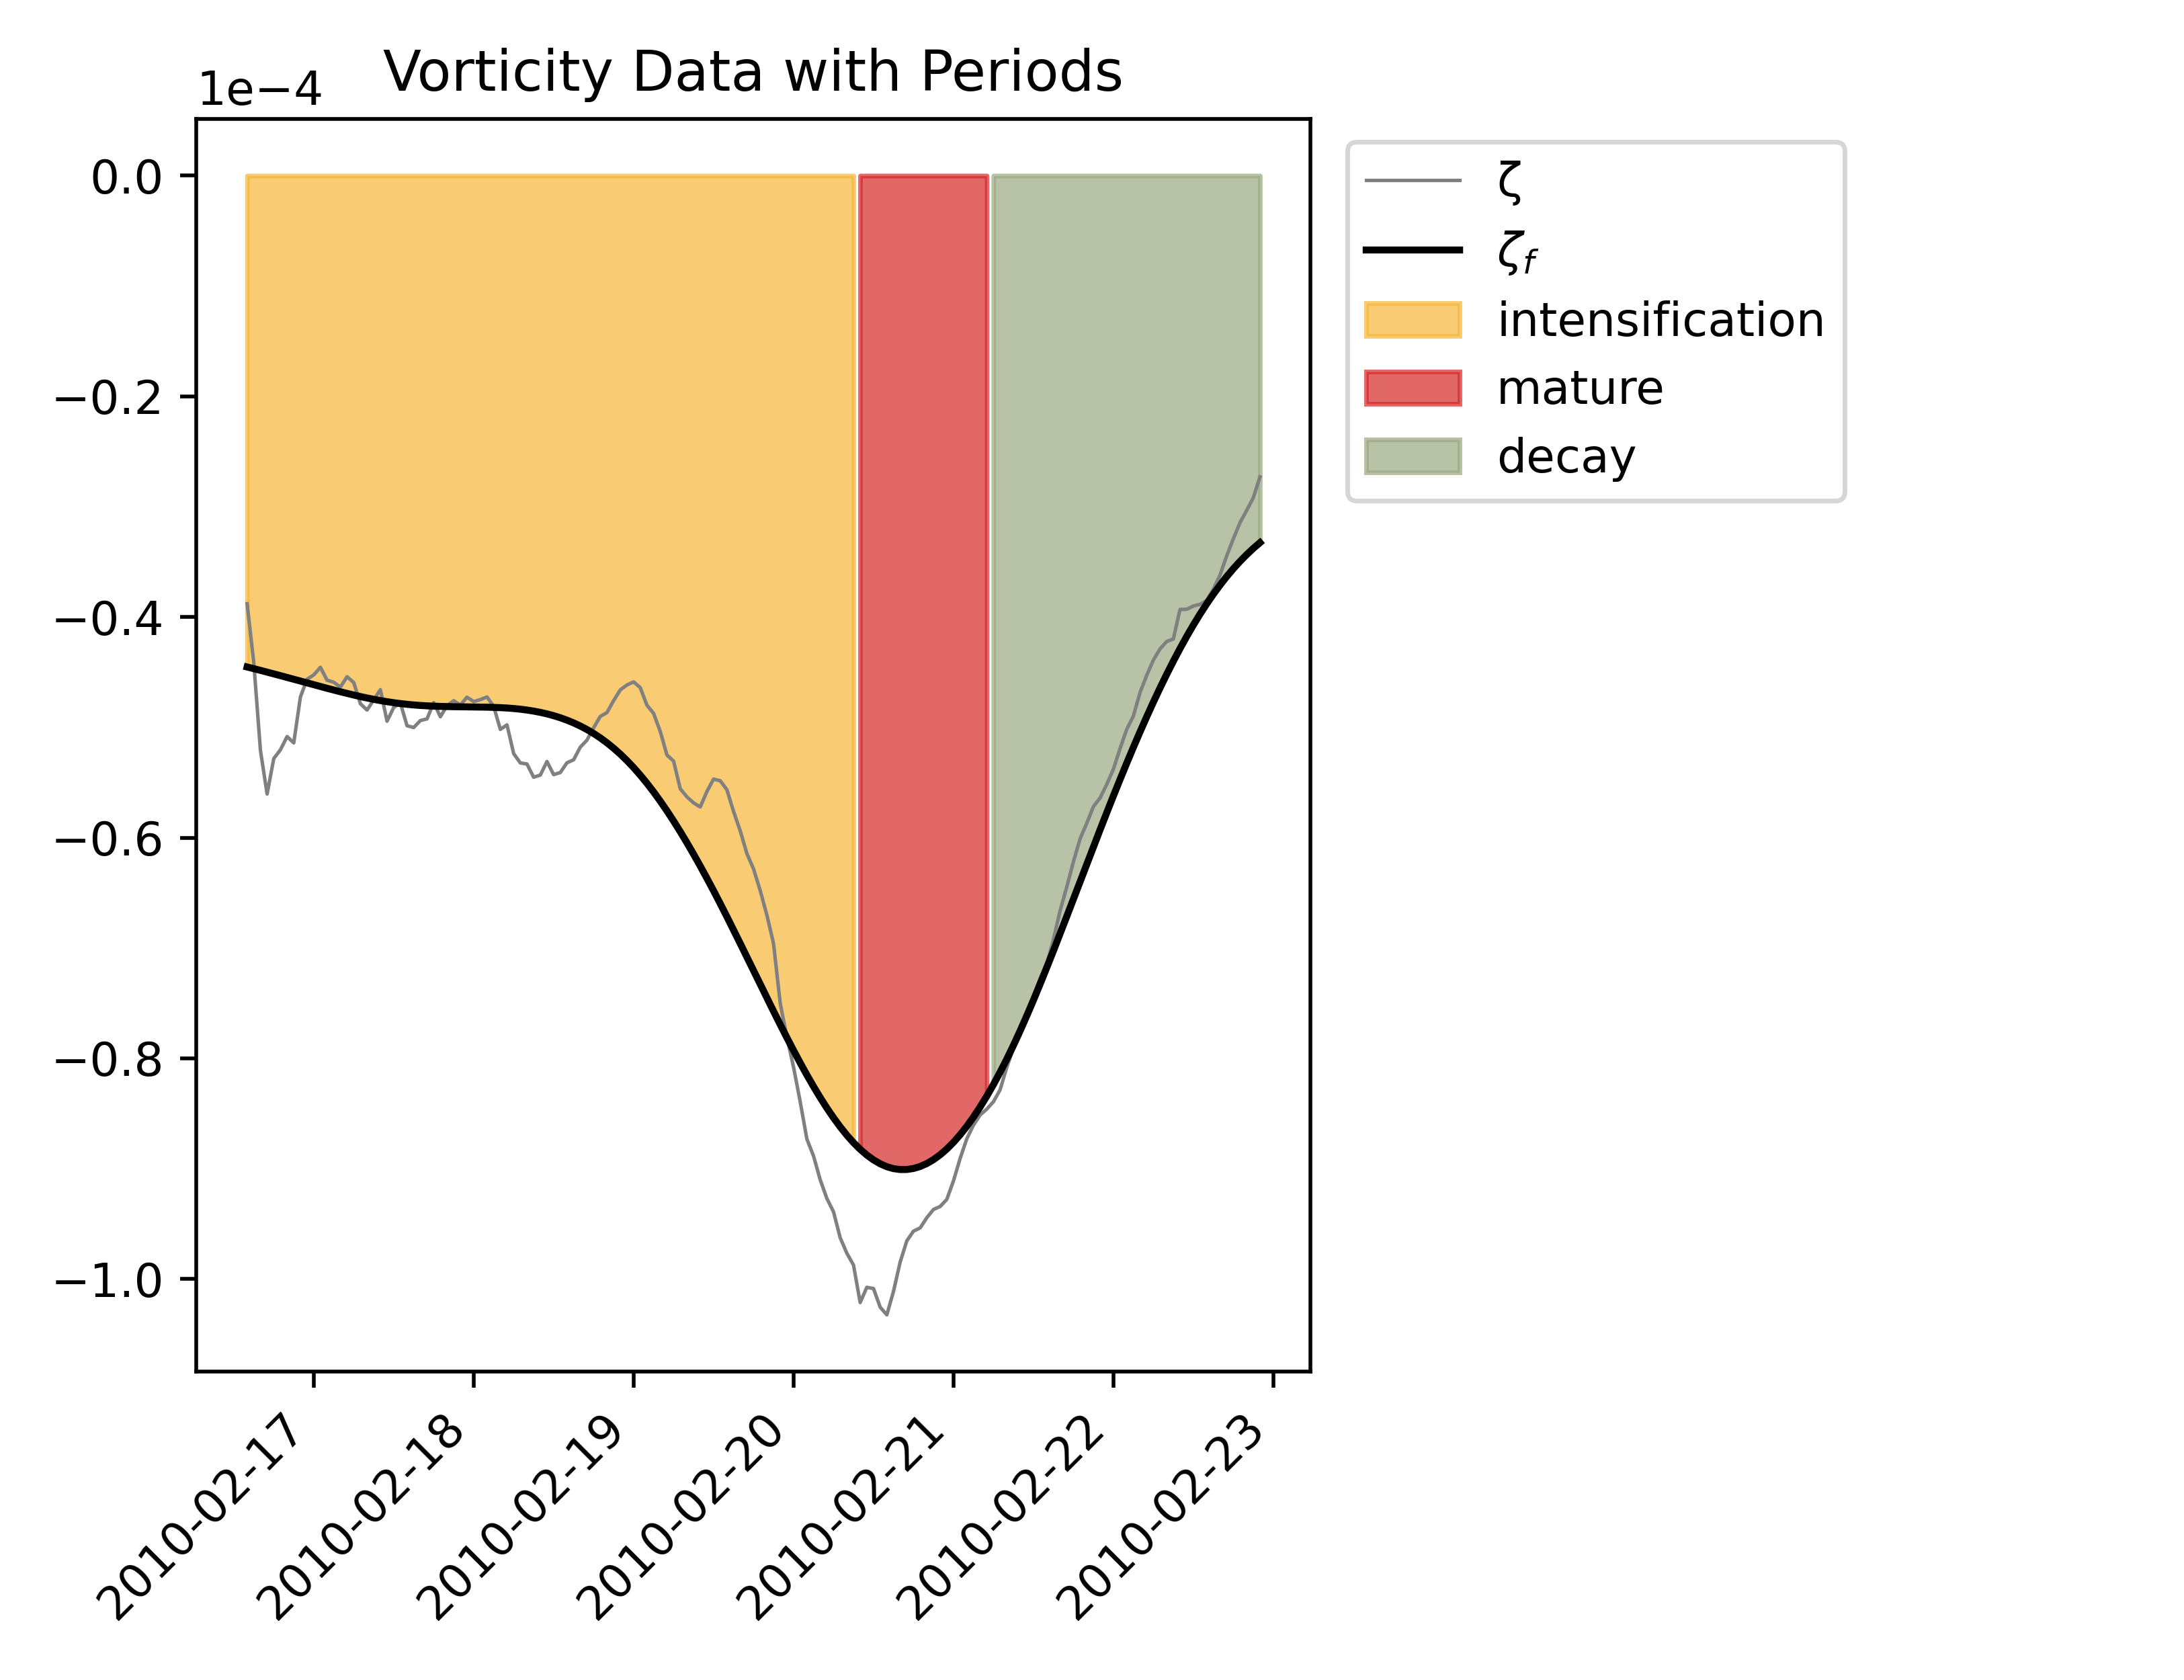 Vorticity Data with Periods
1e−4
0.0
−0.2
−0.4
−0.6
−0.8
−1.0
2010-02-17
2010-02-18
2010-02-19
2010-02-20
2010-02-21
2010-02-22
2010-02-23
ζ
ζf
intensification
mature
decay